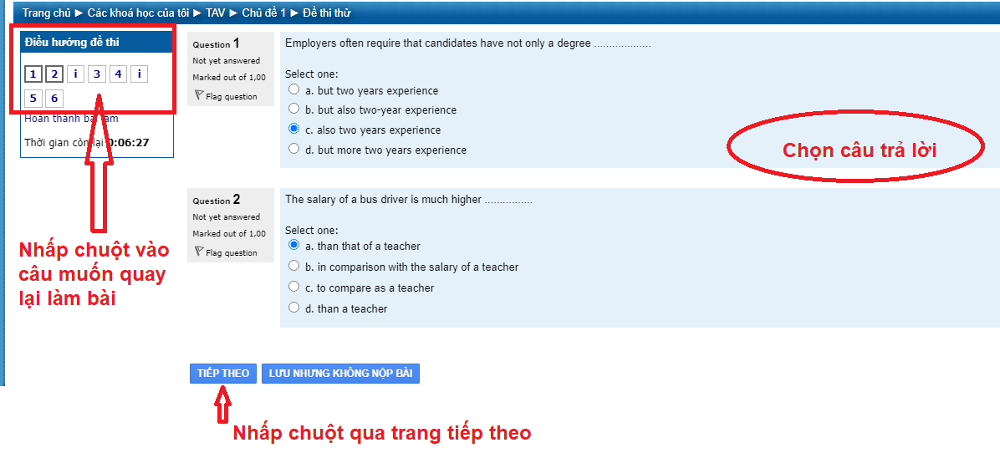 Trang chủ ► Các khoá học của tôi ► TAV ► Chủ đề 1 ► Đề thi thử
Điều hướng đề thi
1 2 i 3 4 i
5 6
Hoàn thành bài làm
Thời gian còn lại 0:06:27
Nhấp chuột vào
câu muốn quay
lại làm bài
Question 1
Not yet answered
Marked out of 1,00
Flag question
Employers often require that candidates have not only a degree ...................
Select one:
a. but two years experience
b. but also two-year experience
c. also two years experience
d. but more two years experience
Chọn câu trả lời
Question 2
Not yet answered
Marked out of 1,00
Flag question
The salary of a bus driver is much higher ................
Select one:
a. than that of a teacher
b. in comparison with the salary of a teacher
c. to compare as a teacher
d. than a teacher
TIẾP THEO
LƯU NHƯNG KHÔNG NỘP BÀI
Nhấp chuột qua trang tiếp theo